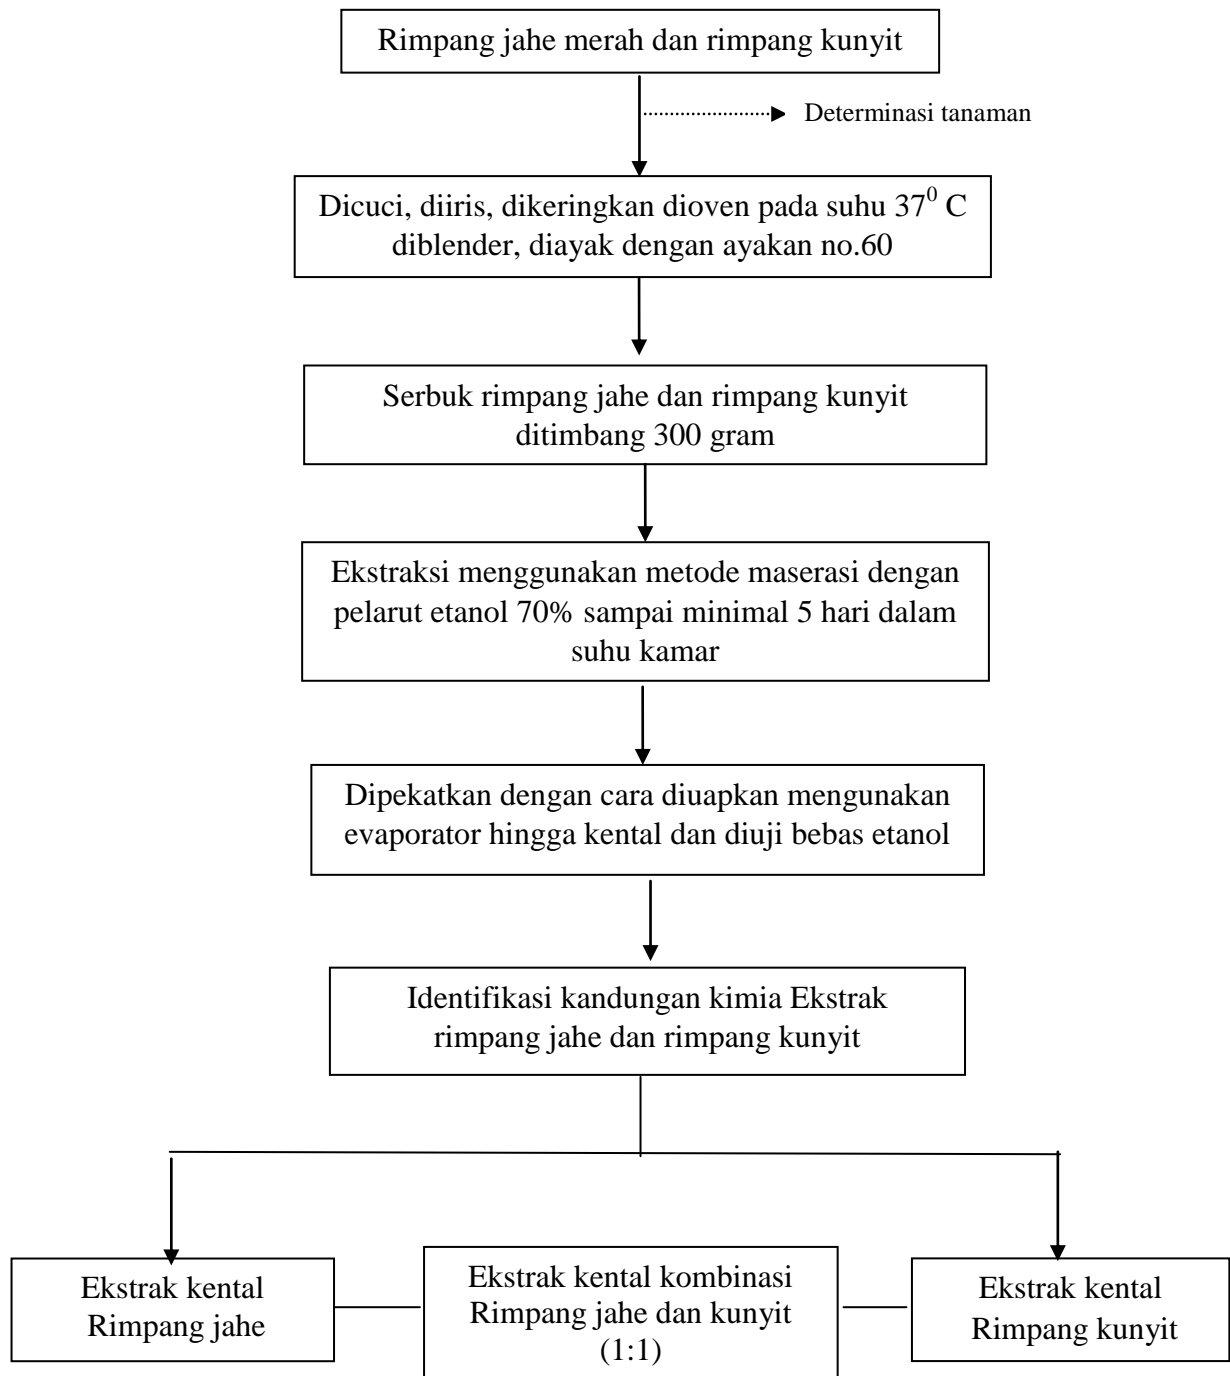 Rimpang jahe merah dan rimpang kunyit
Determinasi tanaman
Dicuci, diiris, dikeringkan dioven pada suhu 37⁰ C
diblender, diayak dengan ayakan no.60
Serbuk rimpang jahe dan rimpang kunyit
ditimbang 300 gram
Ekstraksi menggunakan metode maserasi dengan
pelarut etanol 70% sampai minimal 5 hari dalam
suhu kamar
Dipekatkan dengan cara diuapkan mengunakan
evaporator hingga kental dan diuji bebas etanol
Identifikasi kandungan kimia Ekstrak
rimpang jahe dan rimpang kunyit
Ekstrak kental
Rimpang jahe
Ekstrak kental kombinasi
Rimpang jahe dan kunyit
(1:1)
Ekstrak kental
Rimpang kunyit